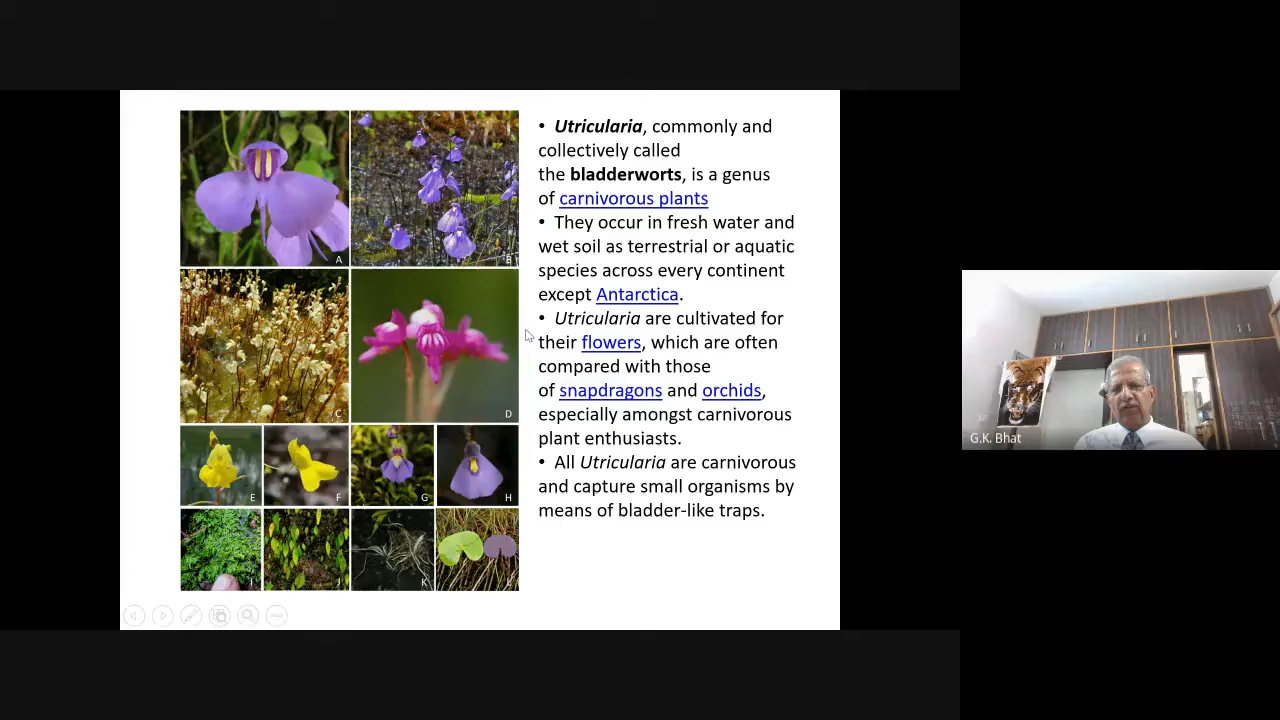 • Utricularia, commonly and
collectively called
the bladderworts, is a genus
of carnivorous plants
• They occur in fresh water and
wet soil as terrestrial or aquatic
species across every continent
except Antarctica.
• Utricularia are cultivated for
their flowers, which are often
compared with those
of snapdragons and orchids,
especially amongst carnivorous
plant enthusiasts.
• All Utricularia are carnivorous
and capture small organisms by
means of bladder-like traps.
A
B
C
D
E
F
G
H
J
K
G.K. Bhat